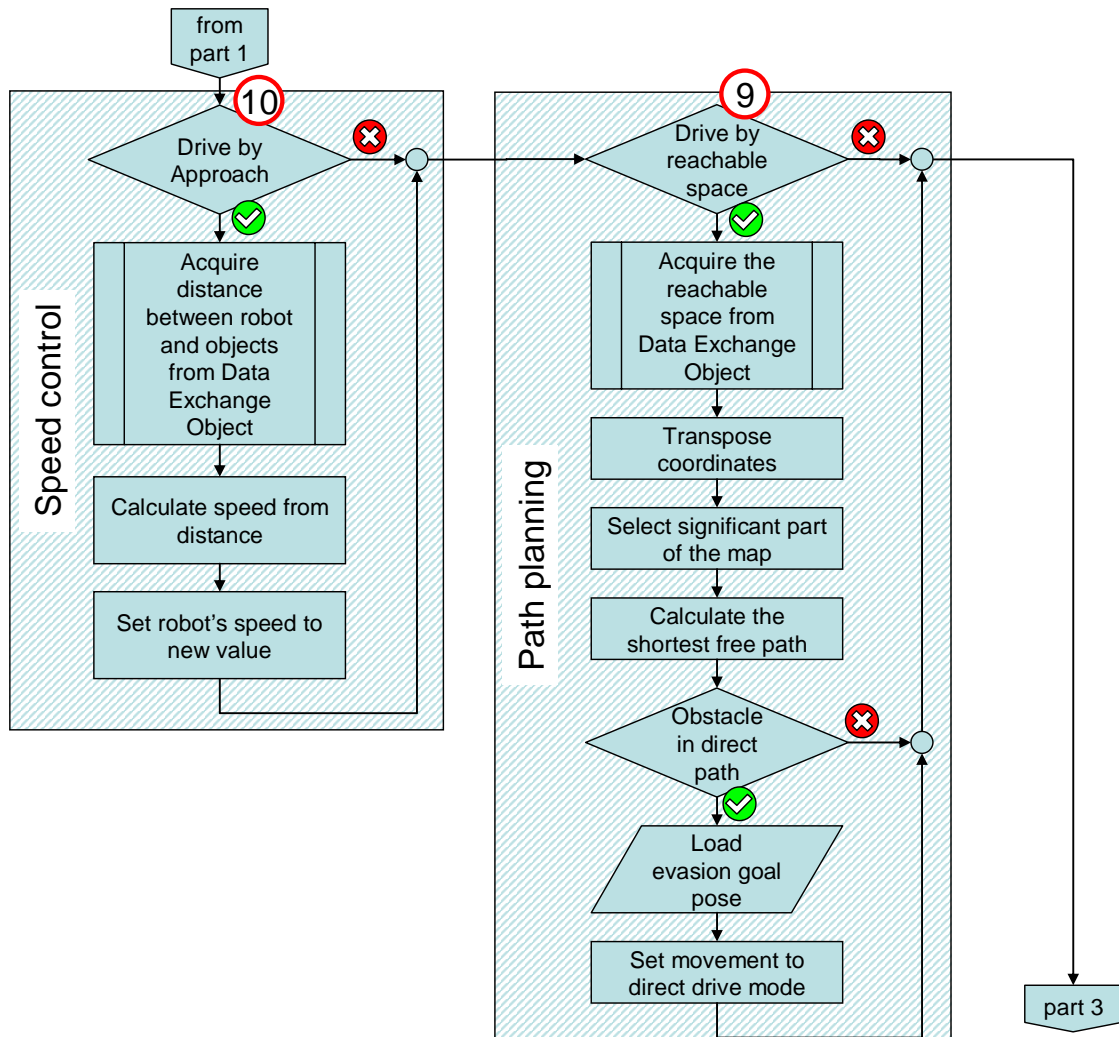 from
part 1
10
Drive by
Approach
Speed control
Acquire
distance
between robot
and objects
from Data
Exchange
Object
Calculate speed from
distance
Set robot's speed to
new value
9
Drive by
reachable
space
Path planning
Acquire the
reachable
space from
Data Exchange
Object
Transpose
coordinates
Select significant part
of the map
Calculate the
shortest free path
Obstacle
in direct
path
Load
evasion goal
pose
Set movement to
direct drive mode
part 3